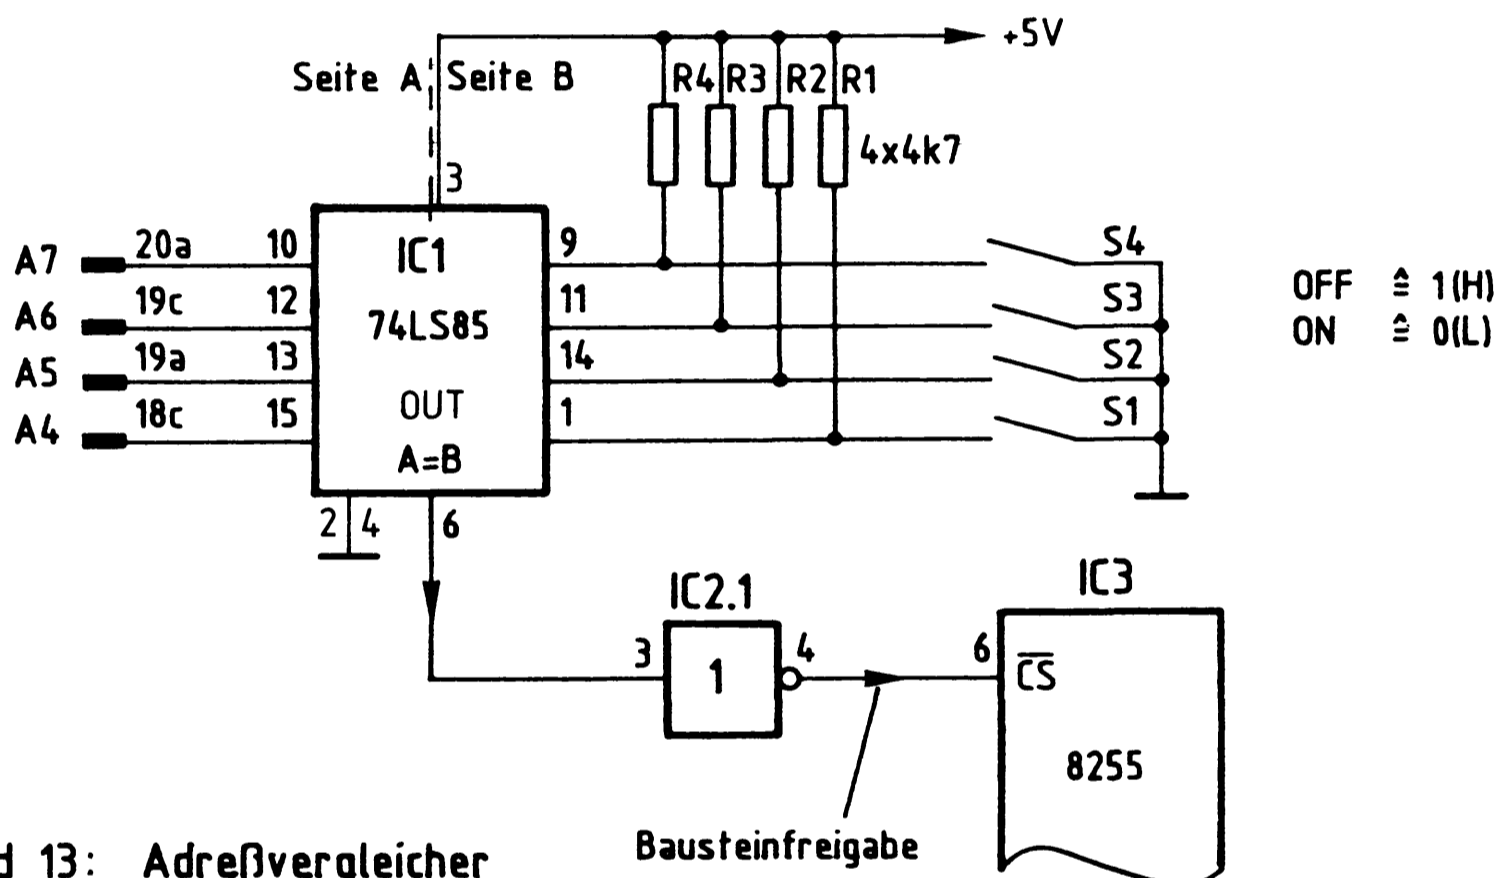 +5V
Seite A Seite B R4 R3 R2 R1
4x4k7
3
A7 20a 10 IC1 9 S4
A6 19c 12 74LS85 11 S3
A5 19a 13 14 S2
A4 18c 15 OUT 1 S1
A=B
OFF ≙ 1(H)
ON ≙ 0(L)
2 4 6
IC2.1 IC3
3 1 4 6 C̅S̅
8255
Bausteinfreigabe
13: Adreßvergleicher